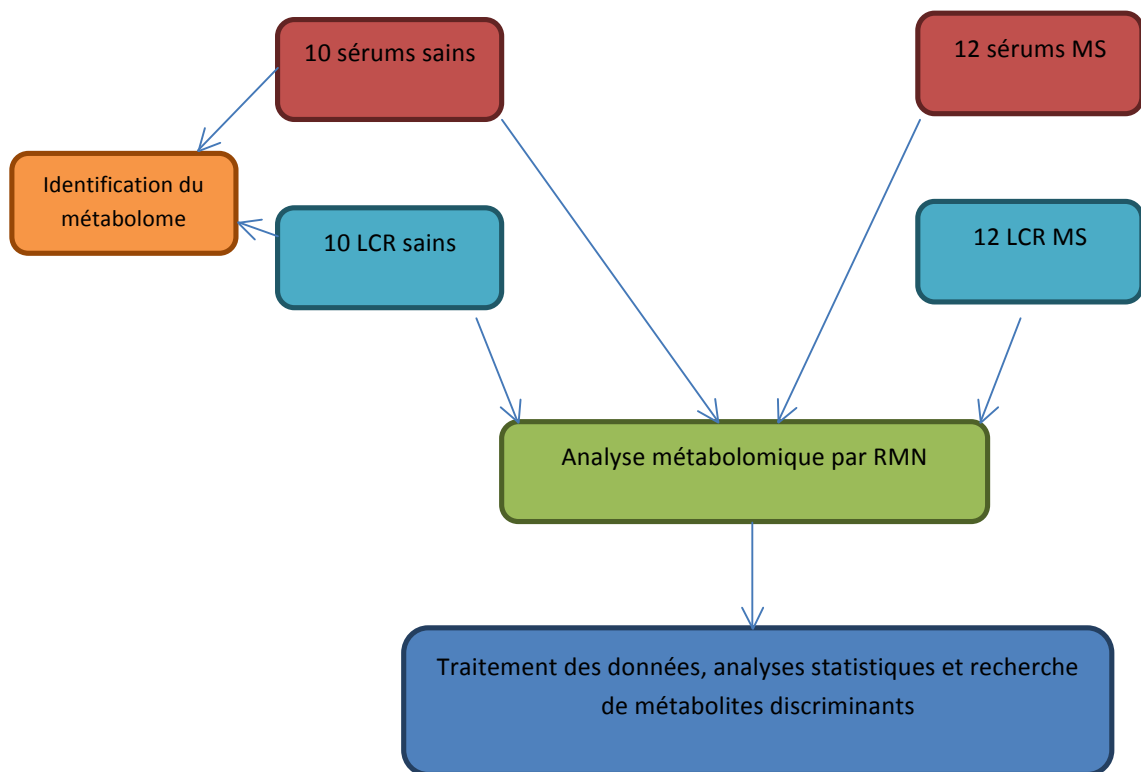 10 sérums sains
12 sérums MS
Identification du
métabolome
10 LCR sains
12 LCR MS
Analyse métabolomique par RMN
Traitement des données, analyses statistiques et recherche
de métabolites discriminants